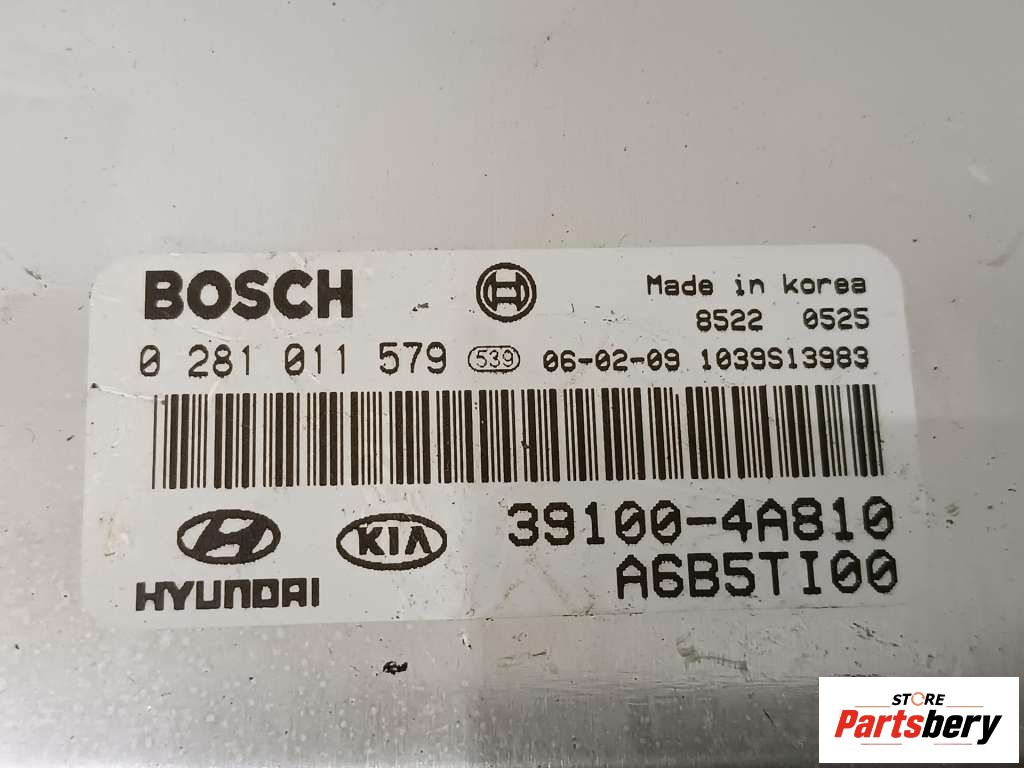 BOSCH
Made in korea
8522 0525
0 281 011 579 539 06-02-09 1039S13983
39100-4A810
A6B5TI00
HYUNDAI
KIA
STORE
Partsbery